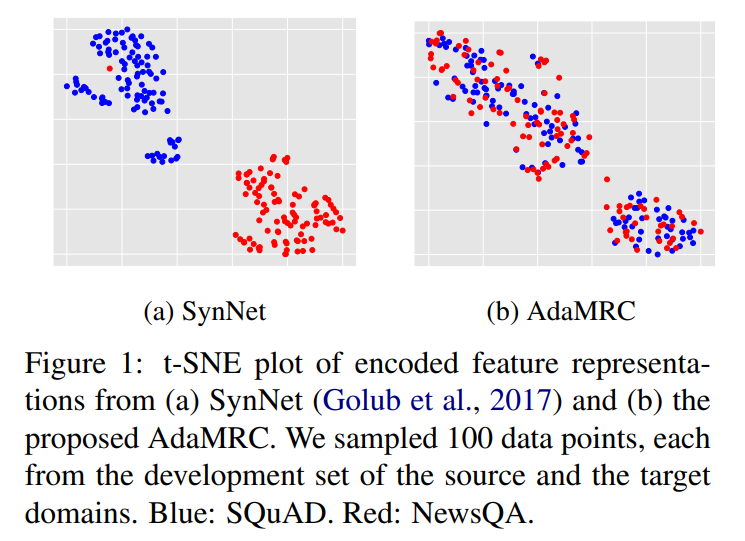 (a) SynNet
(b) AdaMRC
Figure 1: t-SNE plot of encoded feature representa-
tions from (a) SynNet (Golub et al., 2017) and (b) the
proposed AdaMRC. We sampled 100 data points, each
from the development set of the source and the target
domains. Blue: SQuAD. Red: NewsQA.